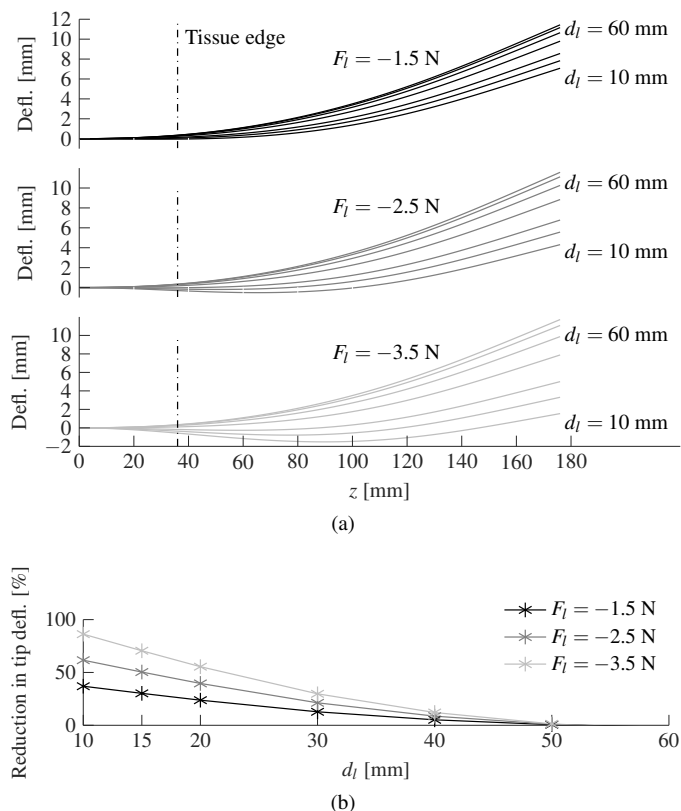 12
10
8
6
4
2
0
Defl. [mm]
Tissue edge
F_l = −1.5 N
d_l = 60 mm
d_l = 10 mm
10
8
6
4
2
0
Defl. [mm]
F_l = −2.5 N
d_l = 60 mm
d_l = 10 mm
10
8
6
4
2
0
−2
Defl. [mm]
F_l = −3.5 N
d_l = 60 mm
d_l = 10 mm
0 20 40 60 80 100 120 140 160 180
z [mm]
(a)
Reduction in tip defl. [%]
100
50
0
F_l = −1.5 N
F_l = −2.5 N
F_l = −3.5 N
10 15 20 30 40 50 60
d_l [mm]
(b)